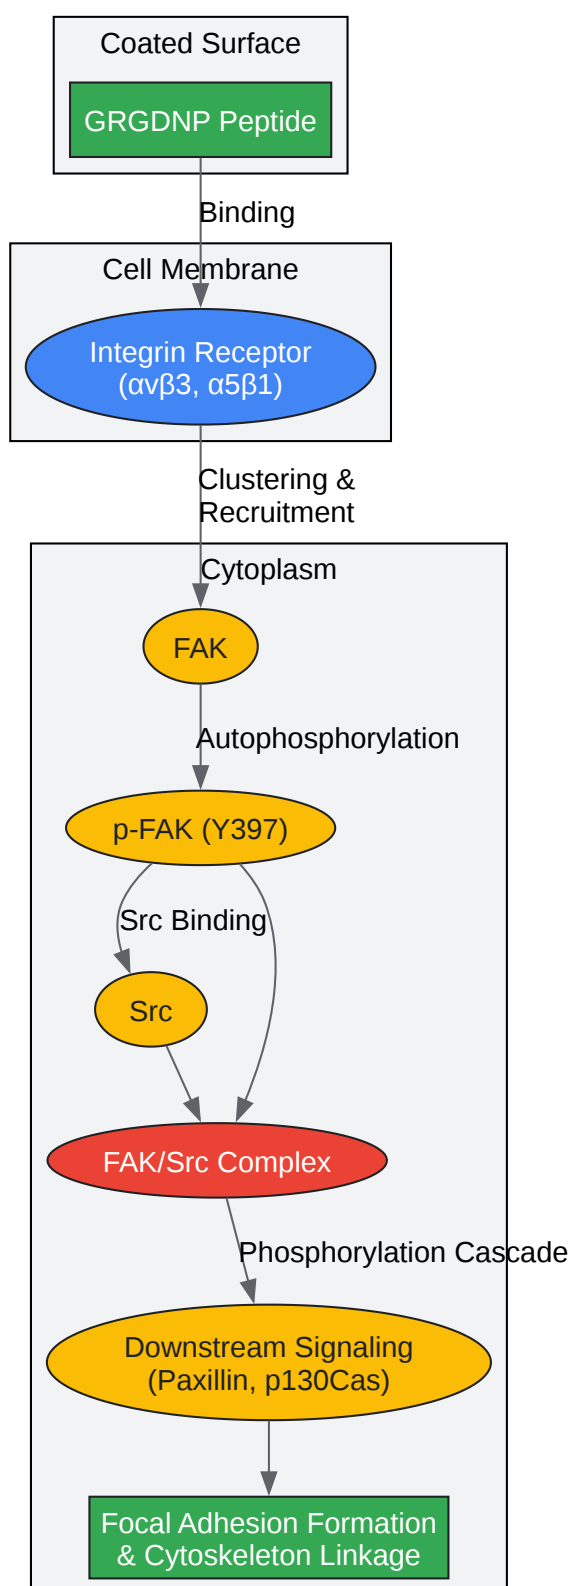 Coated Surface
GRGDNP Peptide
Binding
Cell Membrane
Integrin Receptor
(αvβ3, α5β1)
Clustering &
Recruitment
Cytoplasm
FAK
Autophosphorylation
p-FAK (Y397)
Src Binding
Src
FAK/Src Complex
Phosphorylation Cascade
Downstream Signaling
(Paxillin, p130Cas)
Focal Adhesion Formation
& Cytoskeleton Linkage